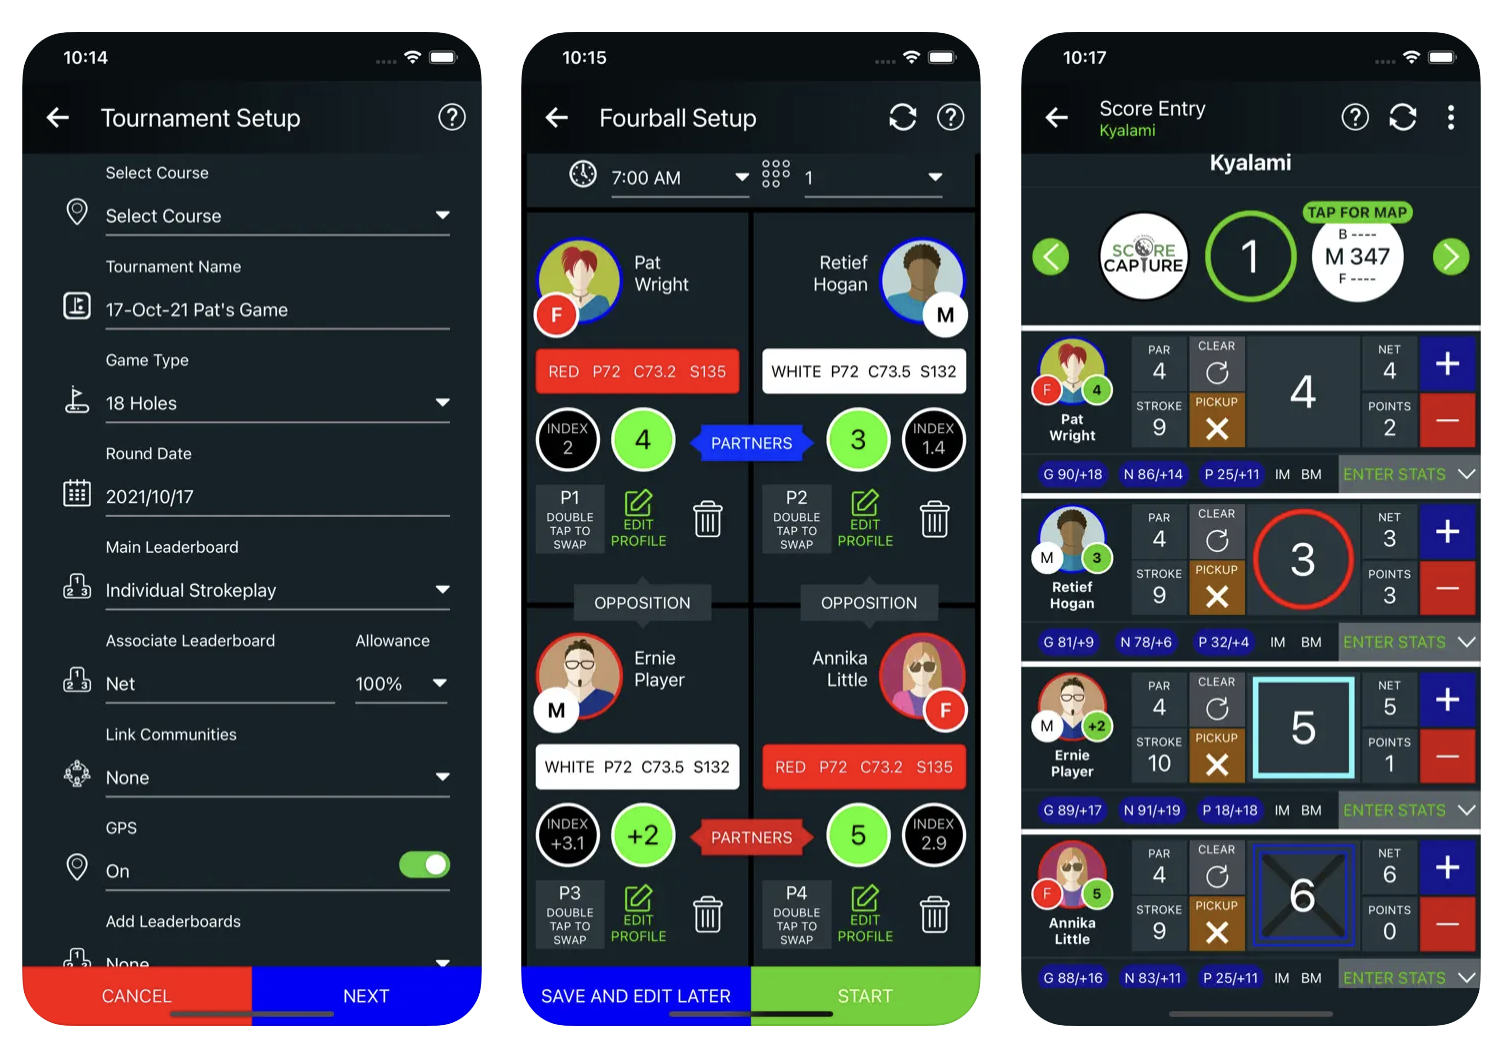 10:14
Tournament Setup
?
Select Course
Select Course
Tournament Name
17-Oct-21 Pat's Game
Game Type
18 Holes
Round Date
2021/10/17
Main Leaderboard
1
2 3
Individual Strokeplay
Associate Leaderboard Allowance
1
2 3
Net 100%
Link Communities
None
GPS
On
Add Leaderboards
None
CANCEL NEXT
10:15
Fourball Setup
?
7:00 AM 1
Pat
Wright
F
Retief
Hogan
M
RED P72 C73.2 S135
WHITE P72 C73.5 S132
INDEX
2
4
PARTNERS
3
INDEX
1.4
P1
DOUBLE
TAP TO
SWAP
EDIT
PROFILE
P2
DOUBLE
TAP TO
SWAP
EDIT
PROFILE
OPPOSITION OPPOSITION
Ernie
Player
M
Annika
Little
F
WHITE P72 C73.5 S132
RED P72 C73.2 S135
INDEX
+3.1
+2
PARTNERS
5
INDEX
2.9
P3
DOUBLE
TAP TO
SWAP
EDIT
PROFILE
P4
DOUBLE
TAP TO
SWAP
EDIT
PROFILE
SAVE AND EDIT LATER START
10:17
Score Entry
Kyalami
?
Kyalami
SCORE
CAPTURE
1
TAP FOR MAP
B ----
M 347
F ----
F 4
Pat
Wright
PAR
4
STROKE
9
CLEAR
PICKUP
4
NET
4
POINTS
2
+
−
G 90/+18 N 86/+14 P 25/+11 IM BM ENTER STATS
M 3
Retief
Hogan
PAR
4
STROKE
9
CLEAR
PICKUP
3
NET
3
POINTS
3
+
−
G 81/+9 N 78/+6 P 32/+4 IM BM ENTER STATS
M +2
Ernie
Player
PAR
4
STROKE
10
CLEAR
PICKUP
5
NET
5
POINTS
1
+
−
G 89/+17 N 91/+19 P 18/+18 IM BM ENTER STATS
F 5
Annika
Little
PAR
4
STROKE
9
CLEAR
PICKUP
6
NET
6
POINTS
0
+
−
G 88/+16 N 83/+11 P 25/+11 IM BM ENTER STATS